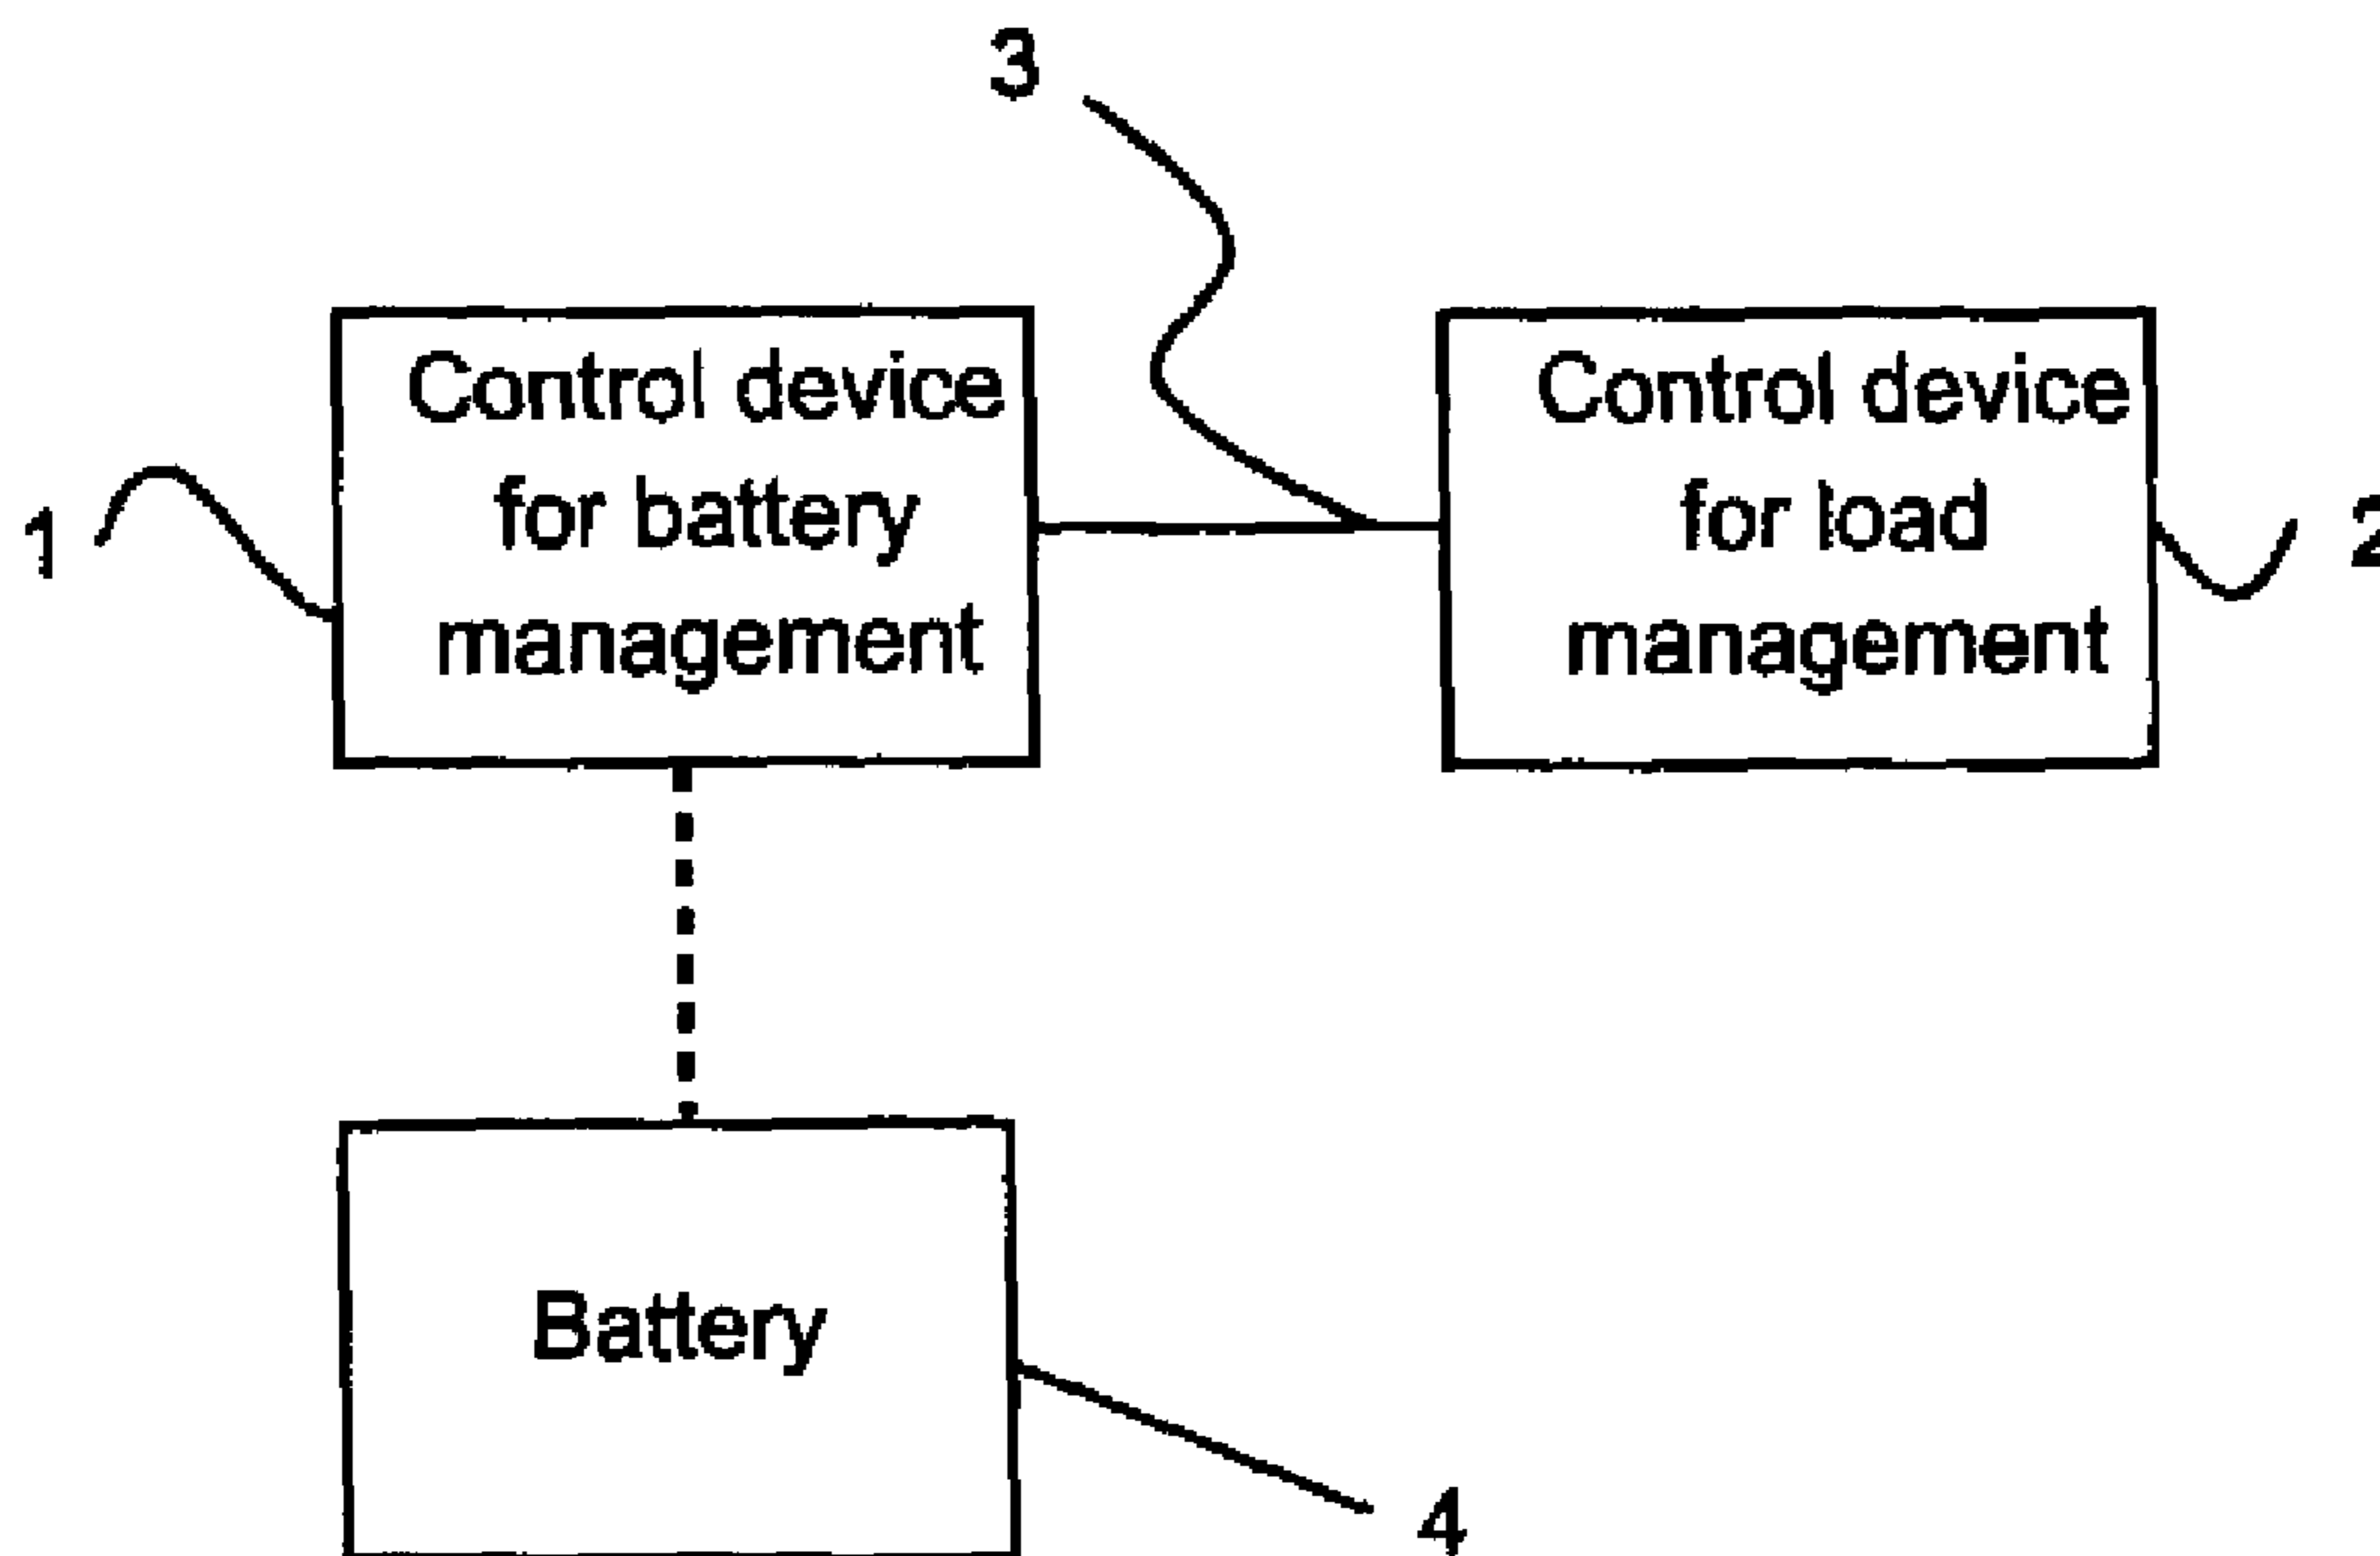 3
Control device
for battery
management
Control device
for load
management
1
2
Battery
4